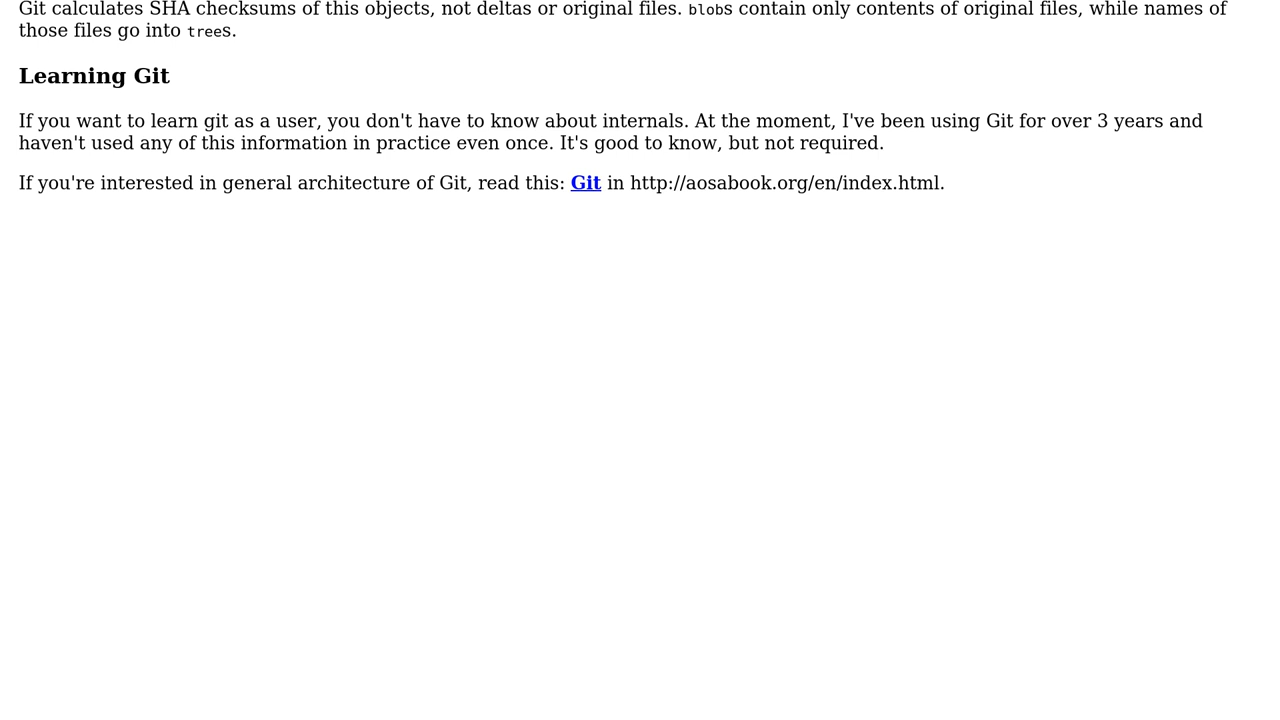 Git calculates SHA checksums of this objects, not deltas or original files. blobs contain only contents of original files, while names of
those files go into trees.
Learning Git
If you want to learn git as a user, you don't have to know about internals. At the moment, I've been using Git for over 3 years and
haven't used any of this information in practice even once. It's good to know, but not required.
If you're interested in general architecture of Git, read this: Git in http://aosabook.org/en/index.html.